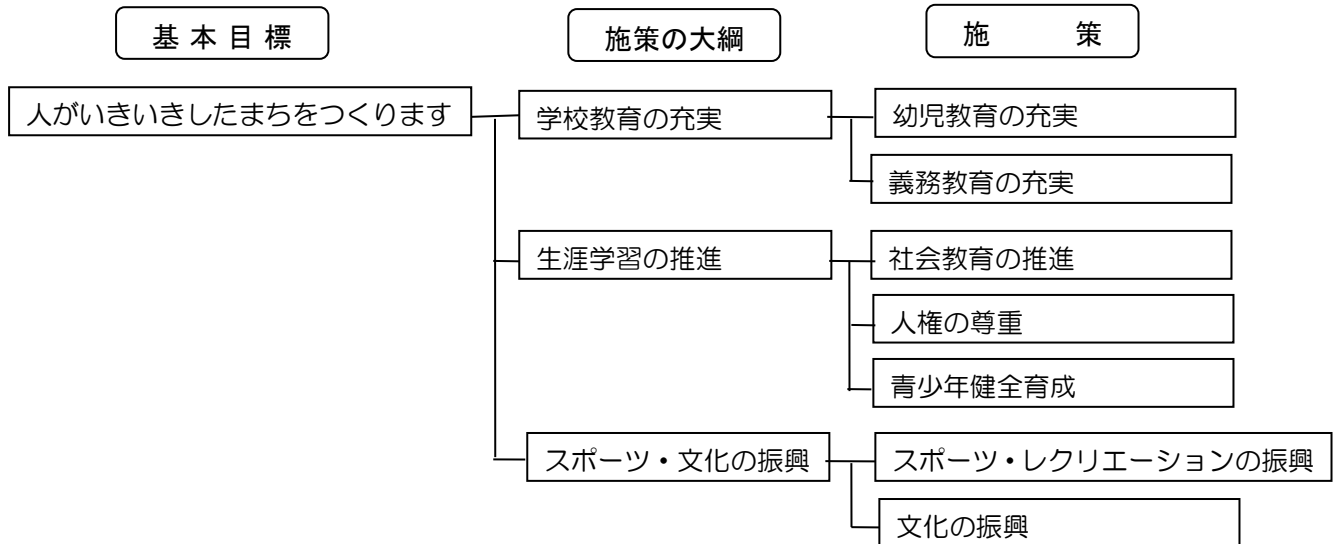 基本目標
施策の大綱
施　策
人がいきいきしたまちをつくります
学校教育の充実
幼児教育の充実
義務教育の充実
生涯学習の推進
社会教育の推進
人権の尊重
青少年健全育成
スポーツ・文化の振興
スポーツ・レクリエーションの振興
文化の振興